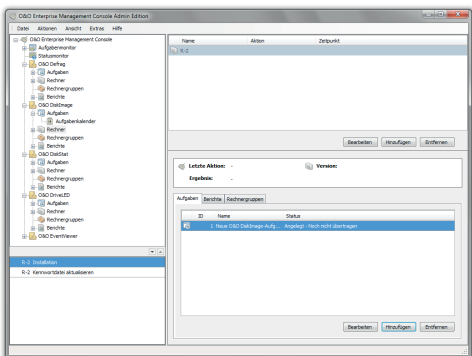 O&O Enterprise Management Console Admin Edition
Datei Aktionen Ansicht Extras Hilfe
O&O Enterprise Management Console
Aufgabenmonitor
Statusmonitor
O&O Defrag
Aufgaben
Rechner
Rechnergruppen
Berichte
O&O DiskImage
Aufgaben
Aufgabenkalender
Rechner
Rechnergruppen
Berichte
O&O DiskStat
Aufgaben
Rechner
Rechnergruppen
Berichte
O&O DriveLED
Aufgaben
Rechner
Rechnergruppen
Berichte
O&O EventViewer
R-2 Installation
R-2 Kennwortdatei aktualisieren
Name Aktion Zeitpunkt
R-2
Bearbeiten Hinzufügen Entfernen
Letzte Aktion: - Version:
Ergebnis: -
Aufgaben Berichte Rechnergruppen
ID Name Status
1 Neue O&O DiskImage-Aufg... Angelegt - Noch nicht übertragen
Bearbeiten Hinzufügen Entfernen